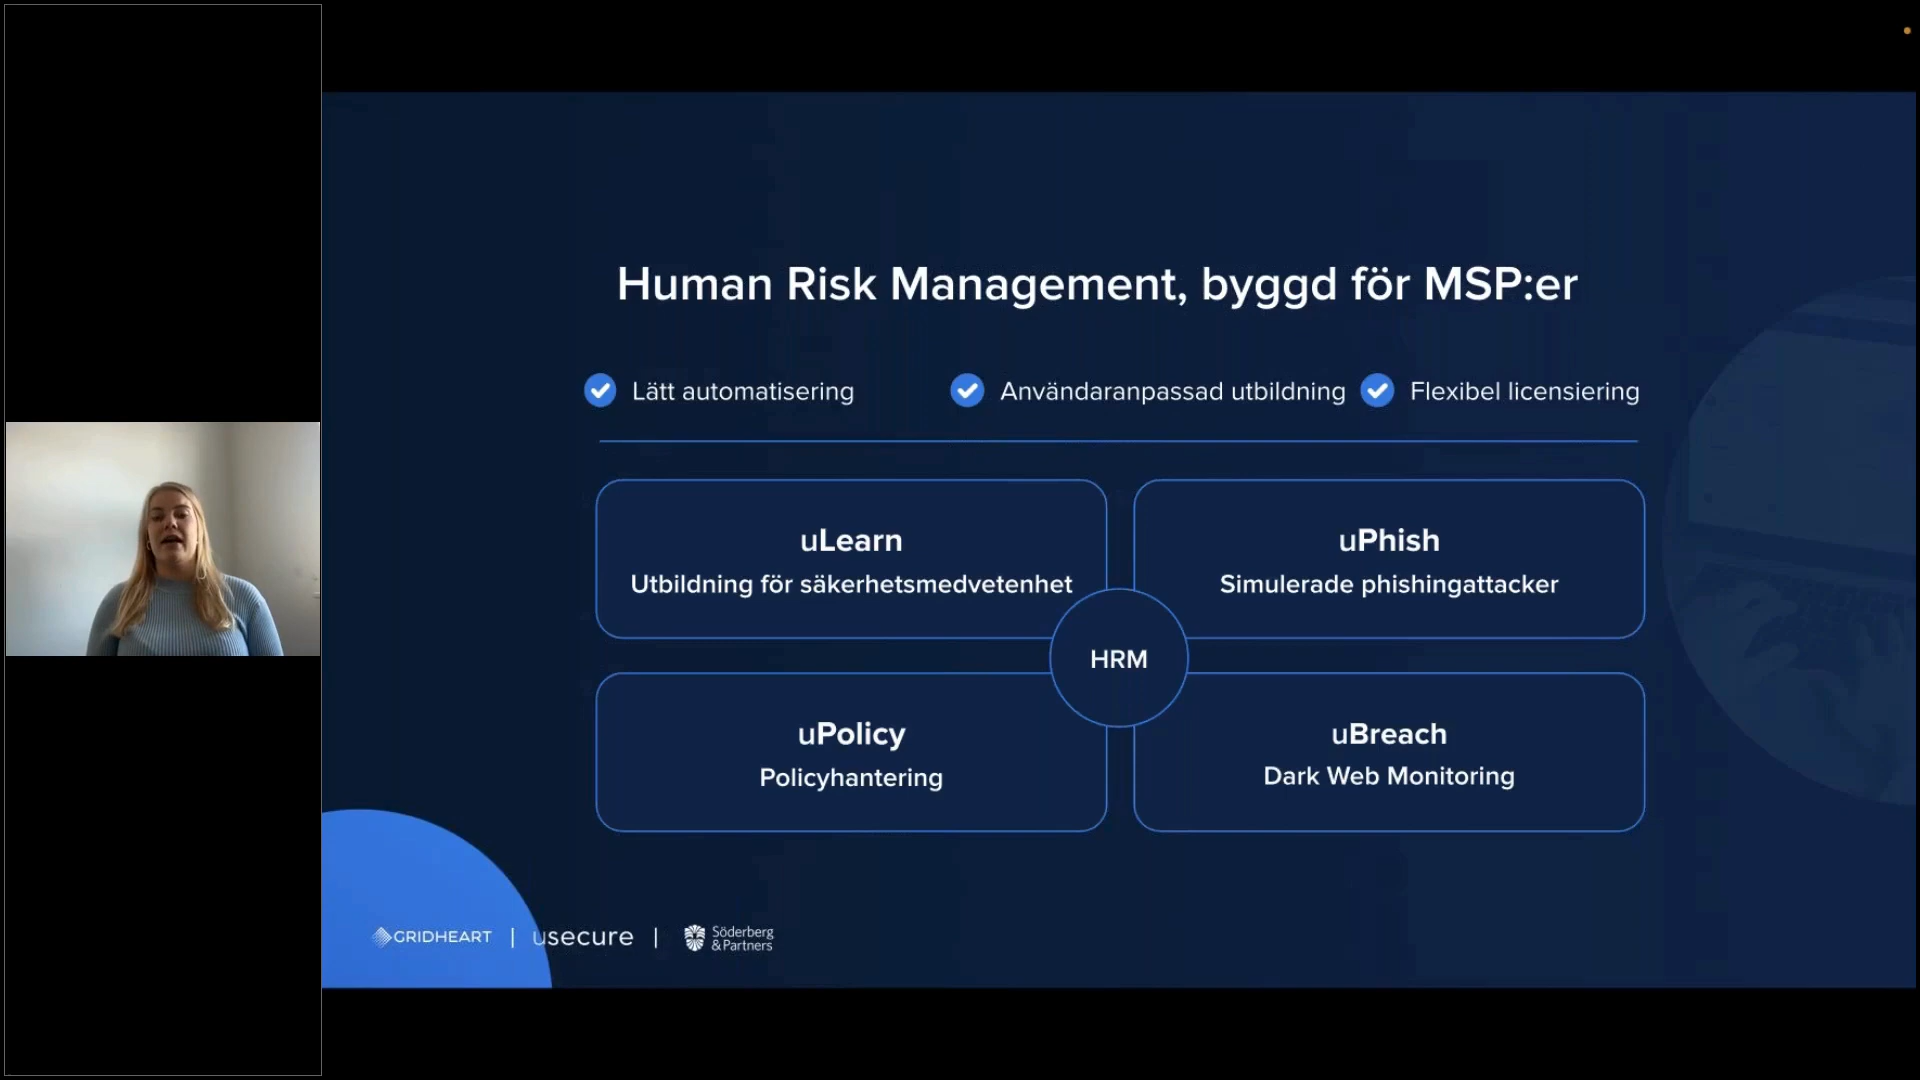 Human Risk Management, byggd för MSP:er
Lätt automatisering
Användaranpassad utbildning
Flexibel licensiering
uLearn
Utbildning för säkerhetsmedvetenhet
uPhish
Simulerade phishingattacker
HRM
uPolicy
Policyhantering
uBreach
Dark Web Monitoring
GRIDHEART | usecure | Söderberg
&Partners